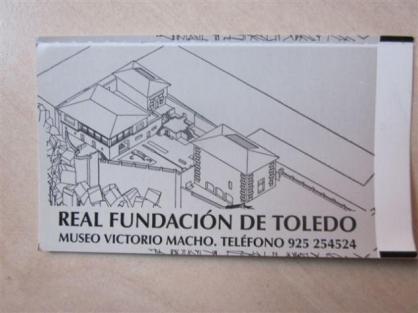 REAL FUNDACIÓN DE TOLEDO
MUSEO VICTORIO MACHO. TELÉFONO 925 254524